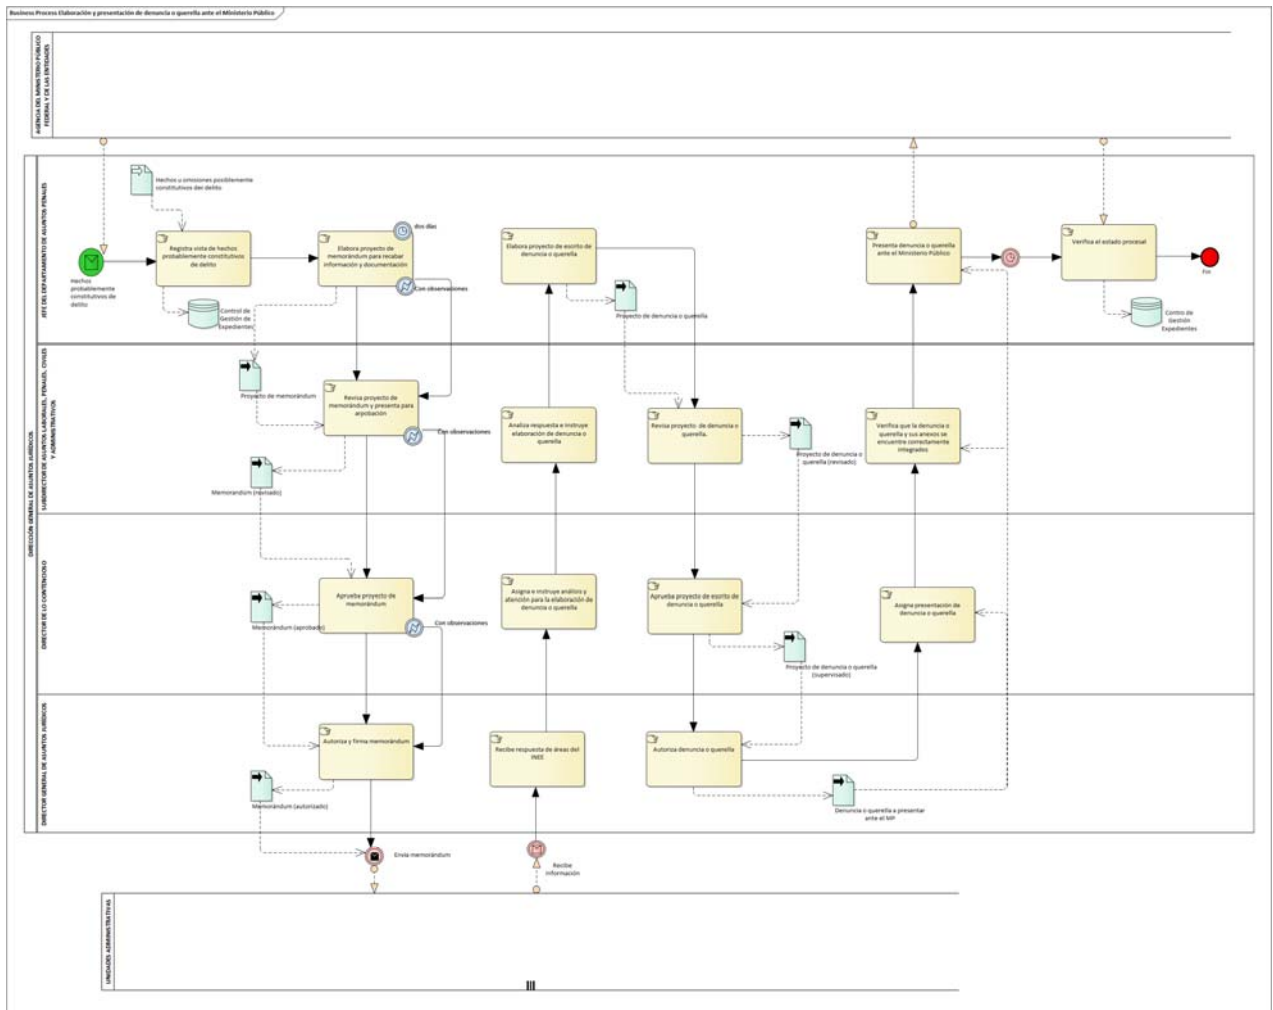 Business Process Elaboración y presentación de denuncia o querella ante el Ministerio Público
AGENCIA DEL MINISTERIO PÚBLICO
FEDERAL Y DE LAS ENTIDADES
DIRECCIÓN GENERAL DE ASUNTOS JURÍDICOS
JEFE DEL DEPARTAMENTO DE ASUNTOS PENALES
Hechos u omisiones posiblemente
constitutivos der delito
Hechos
probablemente
constitutivos de
delito
Registra vista de hechos
probablemente constitutivos
de delito
Control de
Gestión de
Expedientes
Elabora proyecto de
memorándum para recabar
información y documentación
dos días
Con observaciones
Elabora proyecto de escrito de
denuncia o querella
Proyecto de denuncia o querella
Presenta denuncia o querella
ante el Ministerio Público
Verifica el estado procesal
Contro de
Gestión
Expedientes
Fin
SUBDIRECTOR DE ASUNTOS LABORALES, PENALES, CIVILES
Y ADMINISTRATIVOS
Proyecto de memorándum
Revisa proyecto de
memorándum y presenta para
arpobación
Con observaciones
Memorandúm (revisado)
Analiza respuesta e instruye
elaboración de denuncia o
querella
Revisa proyecto de denuncia o
querella.
Proyecto de denuncia o
querella (revisado)
Verifica que la denuncia o
querella y sus anexos se
encuentre correctamente
integrados
DIRECTOR DE LO CONTENCIOSO
Aprueba proyecto de
memorándum
Memorándum (aprobado)
Con observaciones
Asigna e instruye análisis y
atención para la elaboración de
denuncia o querella
Aprueba proyecto de escrito de
denuncia o querella
Proyecto de denuncia o querella
(supervisado)
Asigna presentación de
denuncia o querella
DIRECTOR GENERAL DE ASUNTOS JURÍDICOS
Autoriza y firma memorándum
Memorándum (autorizado)
Recibe respuesta de áreas del
INEE
Autoriza denuncia o querella
Denuncia o querella a presentar
ante el MP
Envía memorándum
Recibe
información
UNIDADES ADMINISTRATIVAS